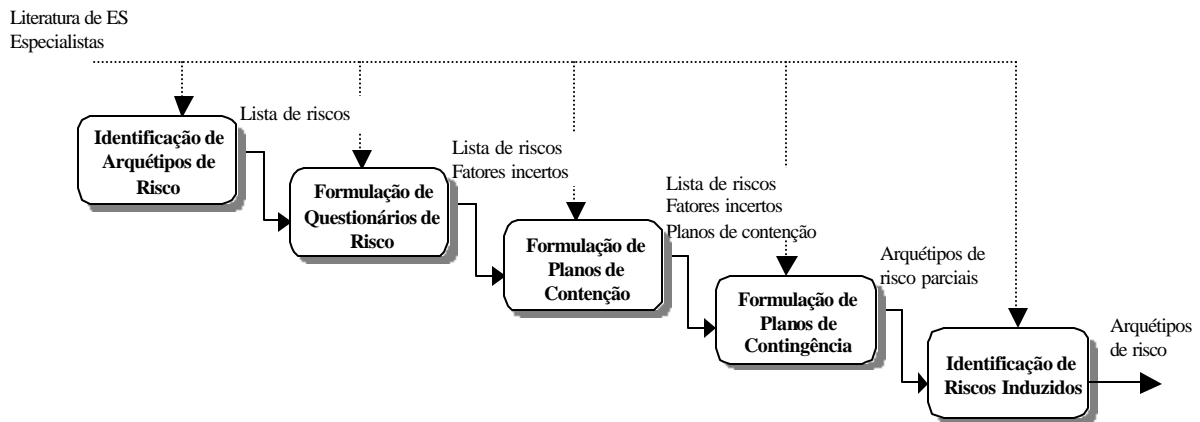 Literatura de ES
Especialistas
Identificação de
Arquétipos de
Risco
Lista de riscos
Formulação de
Questionários de
Risco
Lista de riscos
Fatores incertos
Formulação de
Planos de
Contenção
Lista de riscos
Fatores incertos
Planos de contenção
Formulação de
Planos de
Contingência
Arquétipos de
risco parciais
Identificação de
Riscos Induzidos
Arquétipos
de risco